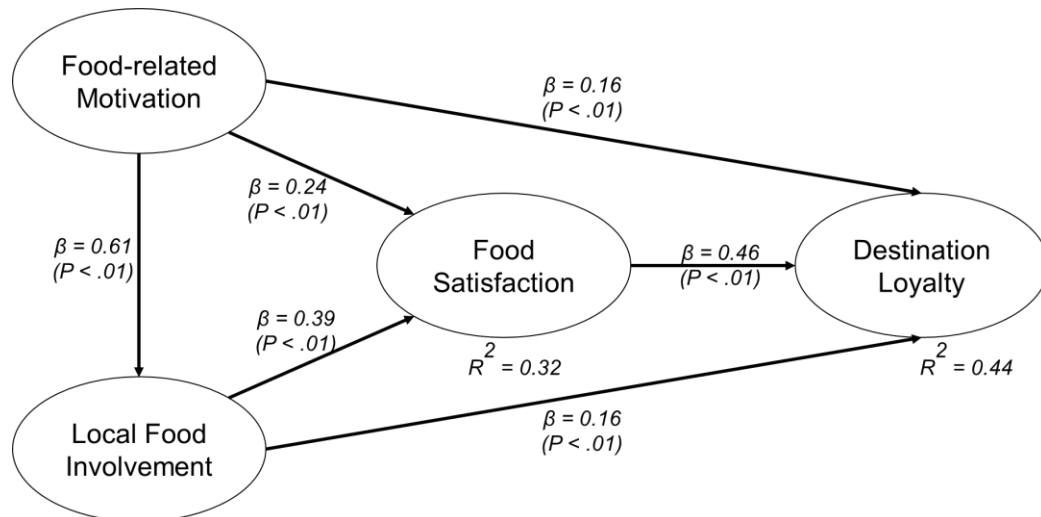 Food-related
Motivation
β = 0.16
(P < .01)
β = 0.24
(P < .01)
β = 0.61
(P < .01)
Food
Satisfaction
β = 0.46
(P < .01)
Destination
Loyalty
β = 0.39
(P < .01)
R² = 0.32
R² = 0.44
Local Food
Involvement
β = 0.16
(P < .01)